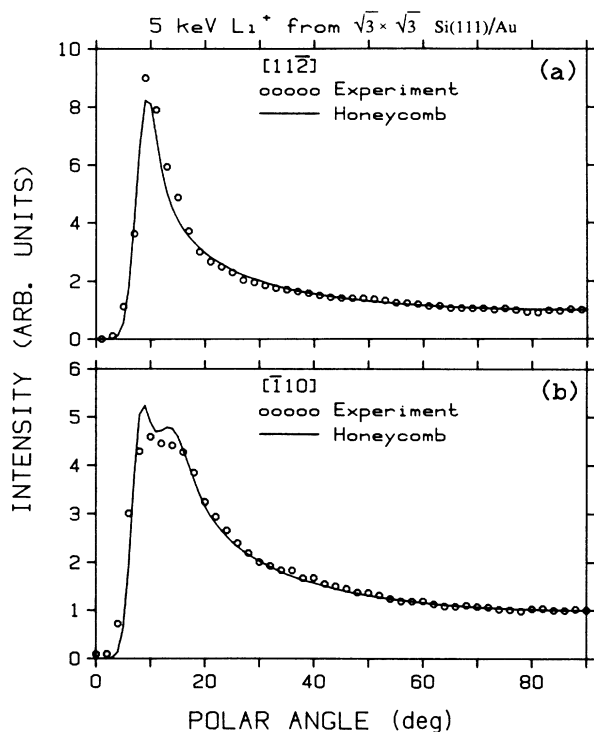 5 keV Li⁺ from √3 × √3 Si(111)/Au
10
8
6
4
2
0
[112̄]
(a)
ooooo Experiment
Honeycomb
INTENSITY (ARB. UNITS)
6
5
4
3
2
1
0
[1̄10]
(b)
ooooo Experiment
Honeycomb
0 20 40 60 80
POLAR ANGLE (deg)